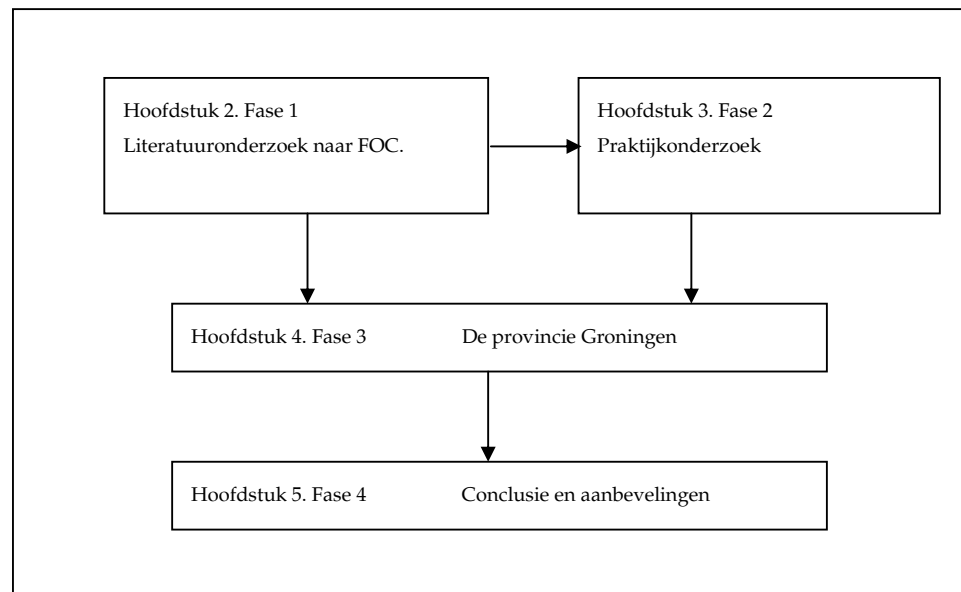 Hoofdstuk 2. Fase 1
Literatuuronderzoek naar FOC.
Hoofdstuk 3. Fase 2
Praktijkonderzoek
Hoofdstuk 4. Fase 3 De provincie Groningen
Hoofdstuk 5. Fase 4 Conclusie en aanbevelingen